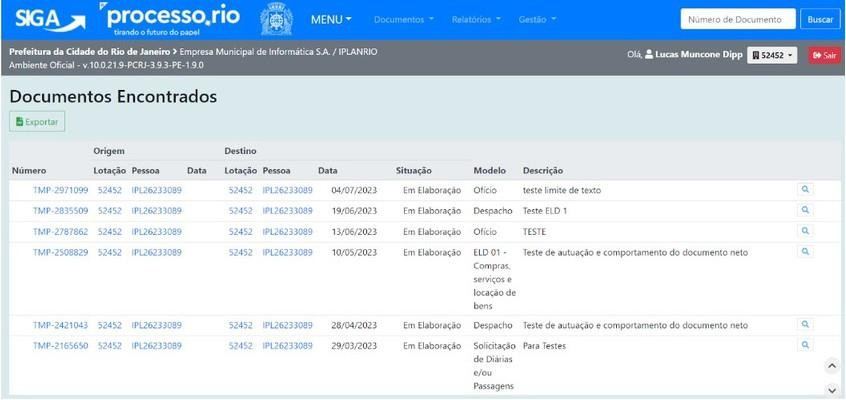 SIGA processo.rio MENU Documentos Relatórios Gestão Número de Documento Buscar
tirando o futuro do papel
Prefeitura da Cidade do Rio de Janeiro > Empresa Municipal de Informática S.A. / IPLANRIO
Olá, Lucas Muncone Dipp 52452 Sair
Ambiente Oficial - v.10.0.21.9-PCRJ-3.9.3-PE-1.9.0
Documentos Encontrados
Exportar
Origem Destino
Número Lotação Pessoa Data Lotação Pessoa Data Situação Modelo Descrição
TMP-2971099 52452 IPL26233089 52452 IPL26233089 04/07/2023 Em Elaboração Ofício teste limite de texto
TMP-2835509 52452 IPL26233089 52452 IPL26233089 19/06/2023 Em Elaboração Despacho Teste ELD 1
TMP-2787862 52452 IPL26233089 52452 IPL26233089 13/06/2023 Em Elaboração Ofício TESTE
TMP-2508829 52452 IPL26233089 52452 IPL26233089 10/05/2023 Em Elaboração ELD 01 - Teste de autuação e comportamento do documento neto
Compras,
serviços e
locação de
bens
TMP-2421043 52452 IPL26233089 52452 IPL26233089 28/04/2023 Em Elaboração Despacho Teste de autuação e comportamento do documento neto
TMP-2165650 52452 IPL26233089 52452 IPL26233089 29/03/2023 Em Elaboração Solicitação Para Testes
de Diárias
e/ou
Passagens